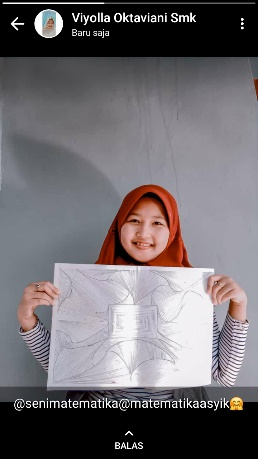 Viyolla Oktaviani Smk
Baru saja
@senimatematika@matematikaasyik🤗
BALAS